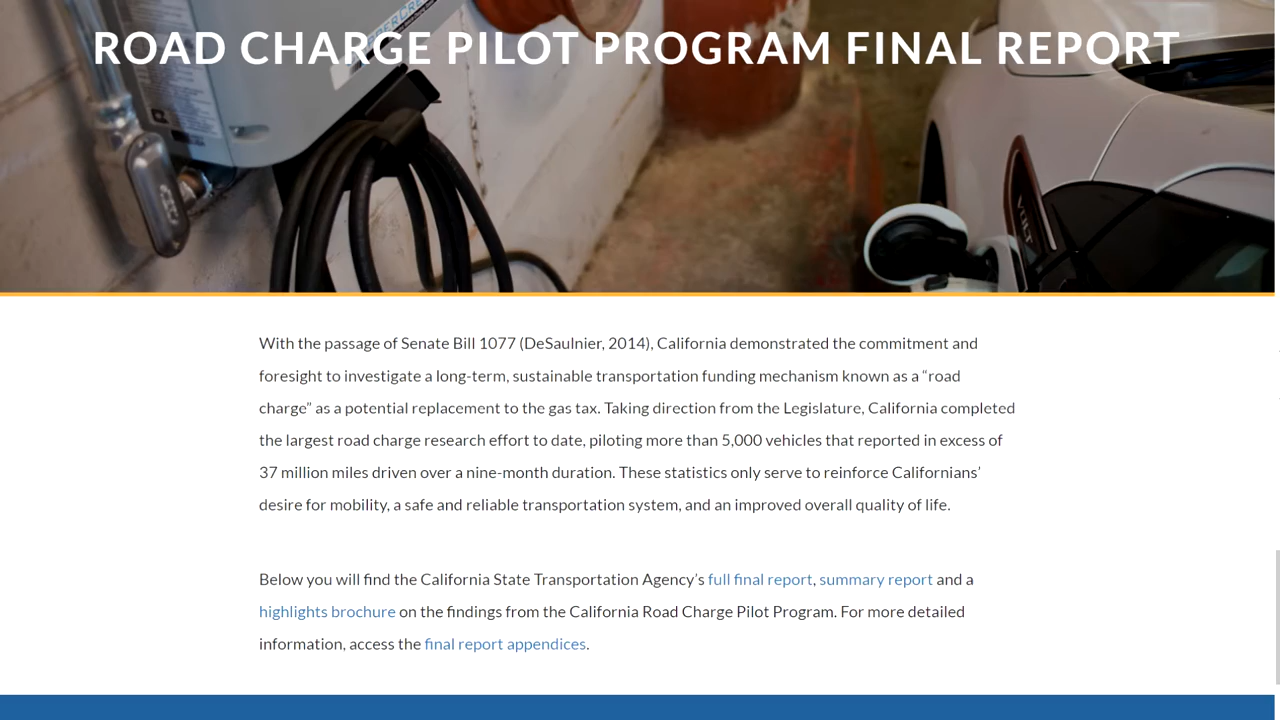 ROAD CHARGE PILOT PROGRAM FINAL REPORT
VOLT
With the passage of Senate Bill 1077 (DeSaulnier, 2014), California demonstrated the commitment and
foresight to investigate a long-term, sustainable transportation funding mechanism known as a “road
charge” as a potential replacement to the gas tax. Taking direction from the Legislature, California completed
the largest road charge research effort to date, piloting more than 5,000 vehicles that reported in excess of
37 million miles driven over a nine-month duration. These statistics only serve to reinforce Californians’
desire for mobility, a safe and reliable transportation system, and an improved overall quality of life.
Below you will find the California State Transportation Agency’s full final report, summary report and a
highlights brochure on the findings from the California Road Charge Pilot Program. For more detailed
information, access the final report appendices.